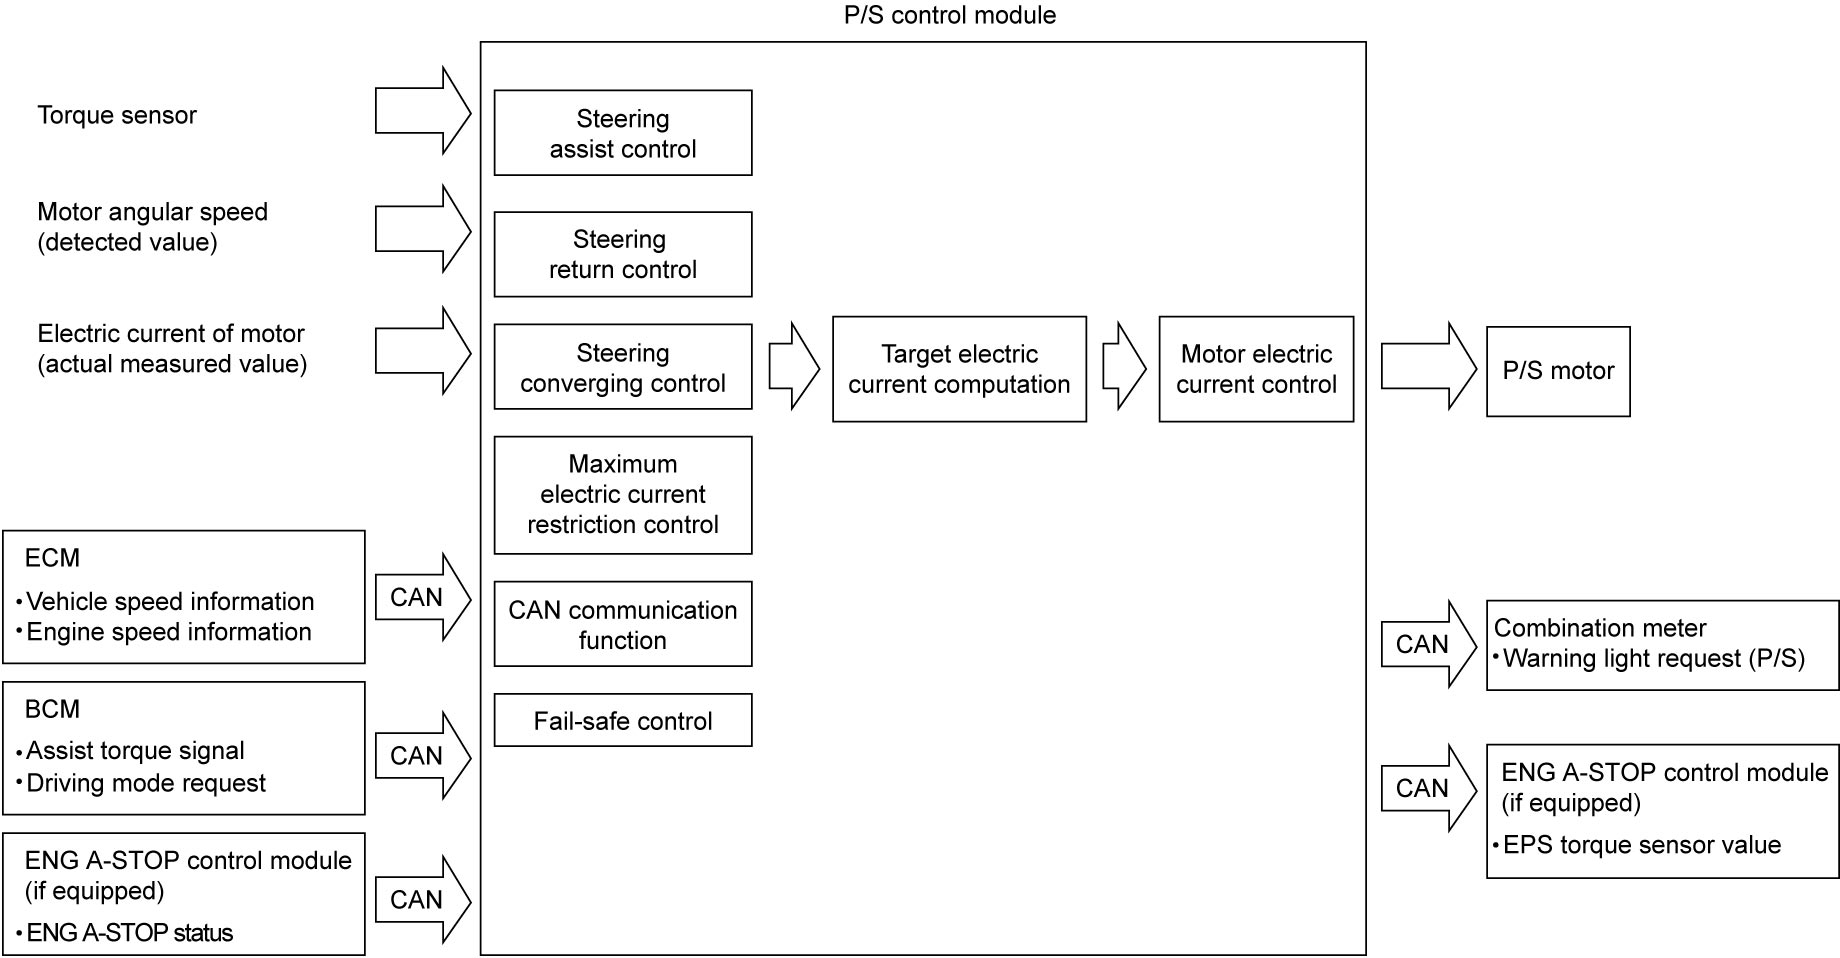 P/S control module
Torque sensor
Motor angular speed
(detected value)
Electric current of motor
(actual measured value)
ECM
・Vehicle speed information
・Engine speed information
BCM
・Assist torque signal
・Driving mode request
ENG A-STOP control module
(if equipped)
・ENG A-STOP status
CAN
CAN
CAN
Steering
assist control
Steering
return control
Steering
converging control
Maximum
electric current
restriction control
CAN communication
function
Fail-safe control
Target electric
current computation
Motor electric
current control
P/S motor
CAN
Combination meter
・Warning light request (P/S)
CAN
ENG A-STOP control module
(if equipped)
・EPS torque sensor value